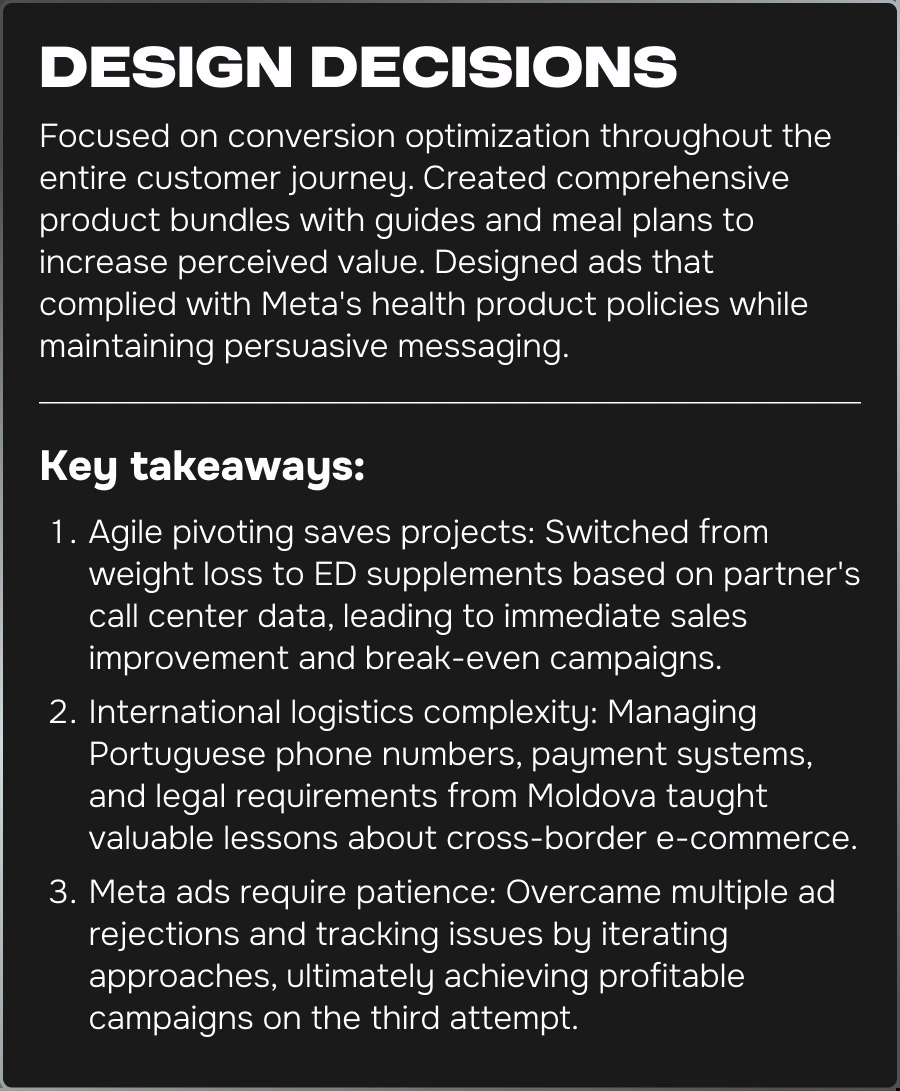 DESIGN DECISIONS
Focused on conversion optimization throughout the
entire customer journey. Created comprehensive
product bundles with guides and meal plans to
increase perceived value. Designed ads that
complied with Meta's health product policies while
maintaining persuasive messaging.
Key takeaways:
1. Agile pivoting saves projects: Switched from
weight loss to ED supplements based on partner's
call center data, leading to immediate sales
improvement and break-even campaigns.
2. International logistics complexity: Managing
Portuguese phone numbers, payment systems,
and legal requirements from Moldova taught
valuable lessons about cross-border e-commerce.
3. Meta ads require patience: Overcame multiple ad
rejections and tracking issues by iterating
approaches, ultimately achieving profitable
campaigns on the third attempt.